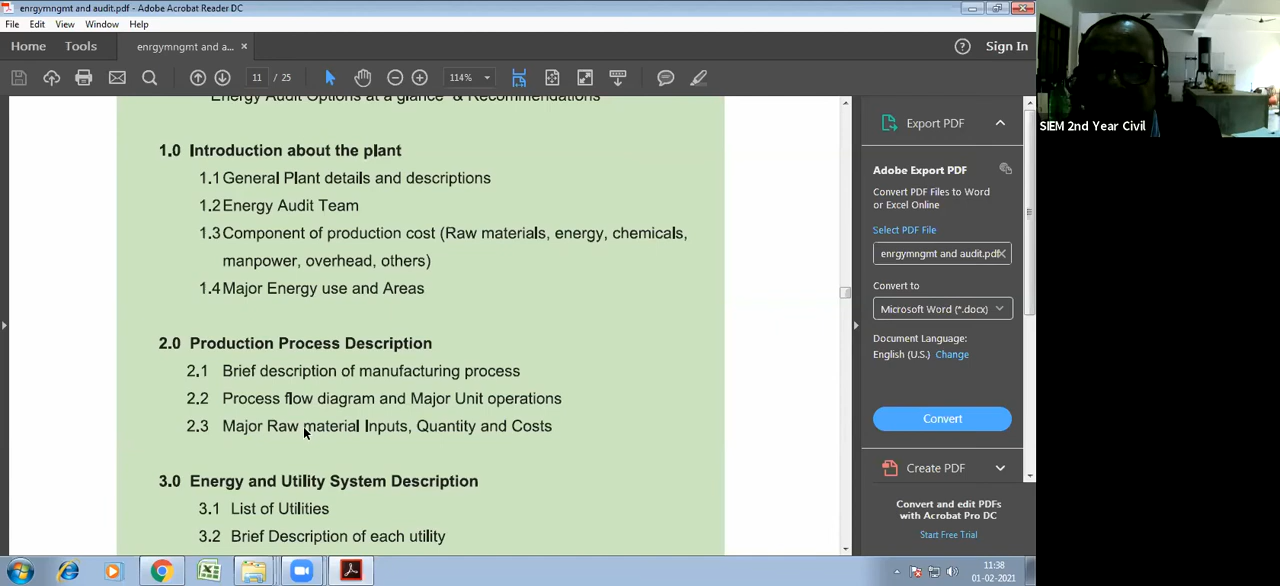 enrgymngmt and audit.pdf - Adobe Acrobat Reader DC
File Edit View Window Help
Home Tools enrgymngmt and a... × Sign In
11 / 25 114%
Energy Audit Options at a glance & Recommendations
1.0 Introduction about the plant
1.1 General Plant details and descriptions
1.2 Energy Audit Team
1.3 Component of production cost (Raw materials, energy, chemicals,
manpower, overhead, others)
1.4 Major Energy use and Areas
2.0 Production Process Description
2.1 Brief description of manufacturing process
2.2 Process flow diagram and Major Unit operations
2.3 Major Raw material Inputs, Quantity and Costs
3.0 Energy and Utility System Description
3.1 List of Utilities
3.2 Brief Description of each utility
Export PDF
Adobe Export PDF
Convert PDF Files to Word
or Excel Online
Select PDF File
enrgymngmt and audit.pdf
Convert to
Microsoft Word (*.docx)
Document Language:
English (U.S.) Change
Convert
Create PDF
Convert and edit PDFs
with Acrobat Pro DC
Start Free Trial
SIEM 2nd Year Civil
11:38
01-02-2021